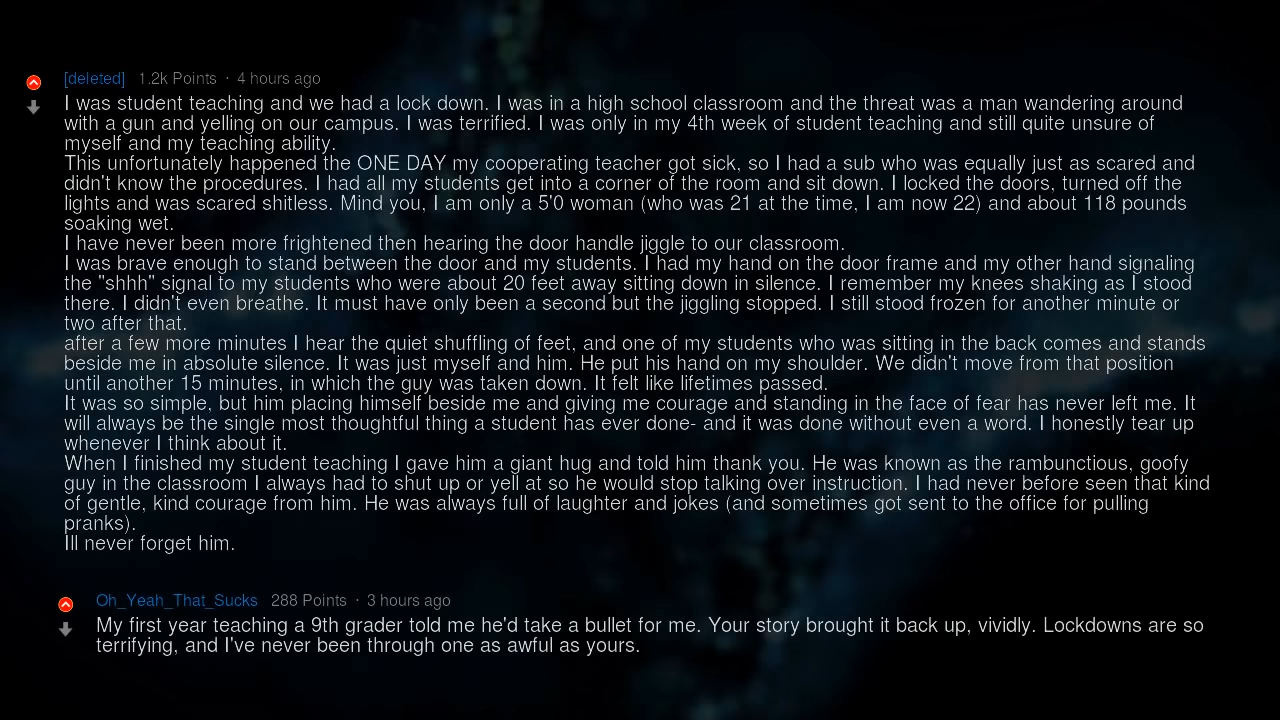 [deleted] 1.2k Points · 4 hours ago
I was student teaching and we had a lock down. I was in a high school classroom and the threat was a man wandering around
with a gun and yelling on our campus. I was terrified. I was only in my 4th week of student teaching and still quite unsure of
myself and my teaching ability.
This unfortunately happened the ONE DAY my cooperating teacher got sick, so I had a sub who was equally just as scared and
didn't know the procedures. I had all my students get into a corner of the room and sit down. I locked the doors, turned off the
lights and was scared shitless. Mind you, I am only a 5'0 woman (who was 21 at the time, I am now 22) and about 118 pounds
soaking wet.
I have never been more frightened then hearing the door handle jiggle to our classroom.
I was brave enough to stand between the door and my students. I had my hand on the door frame and my other hand signaling
the "shhh" signal to my students who were about 20 feet away sitting down in silence. I remember my knees shaking as I stood
there. I didn't even breathe. It must have only been a second but the jiggling stopped. I still stood frozen for another minute or
two after that.
after a few more minutes I hear the quiet shuffling of feet, and one of my students who was sitting in the back comes and stands
beside me in absolute silence. It was just myself and him. He put his hand on my shoulder. We didn't move from that position
until another 15 minutes, in which the guy was taken down. It felt like lifetimes passed.
It was so simple, but him placing himself beside me and giving me courage and standing in the face of fear has never left me. It
will always be the single most thoughtful thing a student has ever done- and it was done without even a word. I honestly tear up
whenever I think about it.
When I finished my student teaching I gave him a giant hug and told him thank you. He was known as the rambunctious, goofy
guy in the classroom I always had to shut up or yell at so he would stop talking over instruction. I had never before seen that kind
of gentle, kind courage from him. He was always full of laughter and jokes (and sometimes got sent to the office for pulling
pranks).
Ill never forget him.
Oh_Yeah_That_Sucks 288 Points · 3 hours ago
My first year teaching a 9th grader told me he'd take a bullet for me. Your story brought it back up, vividly. Lockdowns are so
terrifying, and I've never been through one as awful as yours.